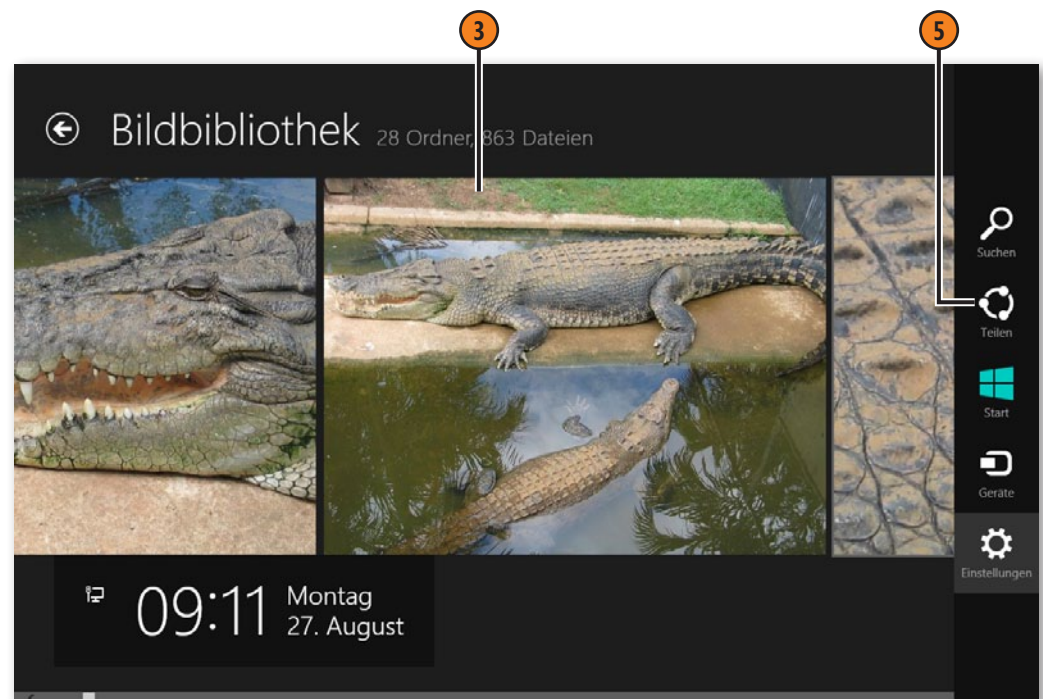 3
5
Bildbibliothek 28 Ordner, 863 Dateien
Suchen
Teilen
Start
Geräte
Einstellungen
09:11
Montag
27. August